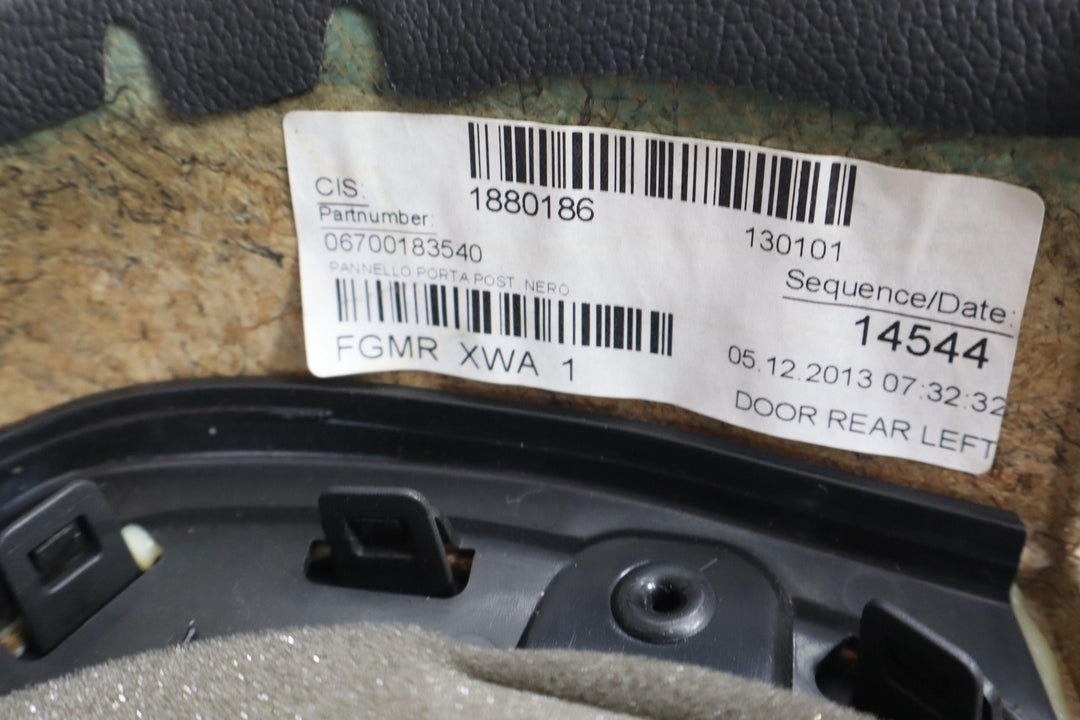 CIS:
1880186
130101
Partnumber:
06700183540
PANNELLO PORTA POST. NERO
FGMR XWA 1
Sequence/Date:
14544
05.12.2013 07:32:32
DOOR REAR LEFT